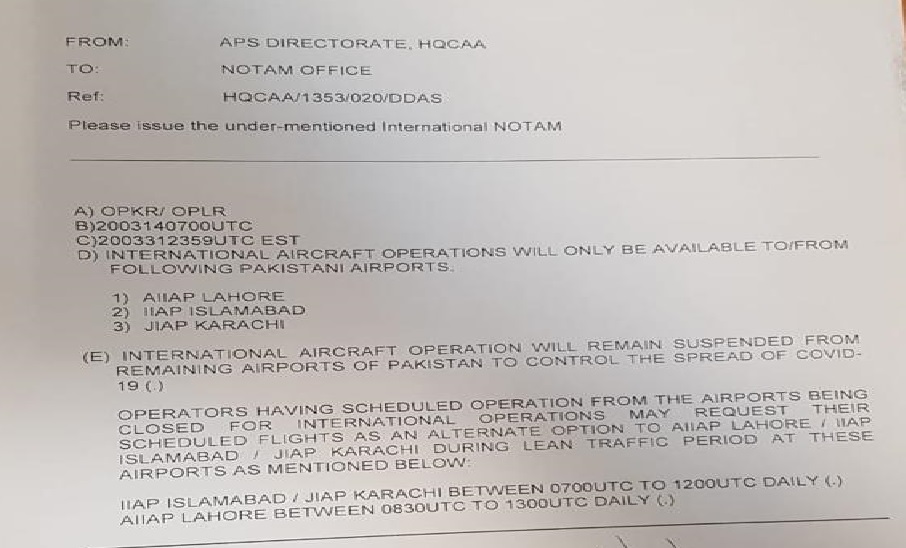 FROM: APS DIRECTORATE, HQCAA
TO: NOTAM OFFICE
Ref: HQCAA/1353/020/DDAS
Please issue the under-mentioned International NOTAM
A) OPKR/ OPLR
B)2003140700UTC
C)2003312359UTC EST
D) INTERNATIONAL AIRCRAFT OPERATIONS WILL ONLY BE AVAILABLE TO/FROM
FOLLOWING PAKISTANI AIRPORTS.
1) AIIAP LAHORE
2) IIAP ISLAMABAD
3) JIAP KARACHI
(E) INTERNATIONAL AIRCRAFT OPERATION WILL REMAIN SUSPENDED FROM
REMAINING AIRPORTS OF PAKISTAN TO CONTROL THE SPREAD OF COVID-
19 (.)
OPERATORS HAVING SCHEDULED OPERATION FROM THE AIRPORTS BEING
CLOSED FOR INTERNATIONAL OPERATIONS MAY REQUEST THEIR
SCHEDULED FLIGHTS AS AN ALTERNATE OPTION TO AIIAP LAHORE / IIAP
ISLAMABAD / JIAP KARACHI DURING LEAN TRAFFIC PERIOD AT THESE
AIRPORTS AS MENTIONED BELOW:
IIAP ISLAMABAD / JIAP KARACHI BETWEEN 0700UTC TO 1200UTC DAILY (.)
AIIAP LAHORE BETWEEN 0830UTC TO 1300UTC DAILY (.)